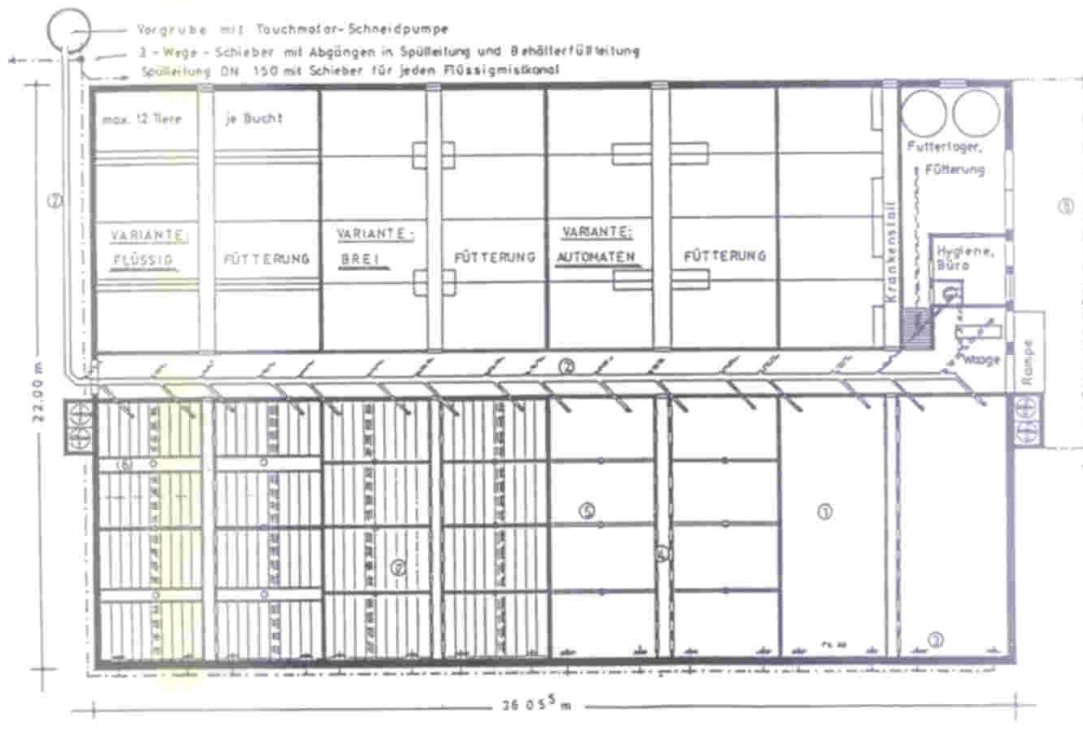 Vorgrube mit Tauchmotor-Schneidpumpe
3 - Wege - Schieber mit Abgängen in Spülleitung und Behälterfülleitung
Spülleitung DN 150 mit Schieber für jeden Flüssigmistkanal
max. 12 Tiere je Bucht
Futterlager,
Fütterung
VARIANTE:
FLÜSSIG FÜTTERUNG
VARIANTE-
BREI FÜTTERUNG
VARIANTE:
AUTOMATEN FÜTTERUNG
Krankenstall
Hygiene,
Büro
Waage
Rampe
22.00 m
36 05⁵ m